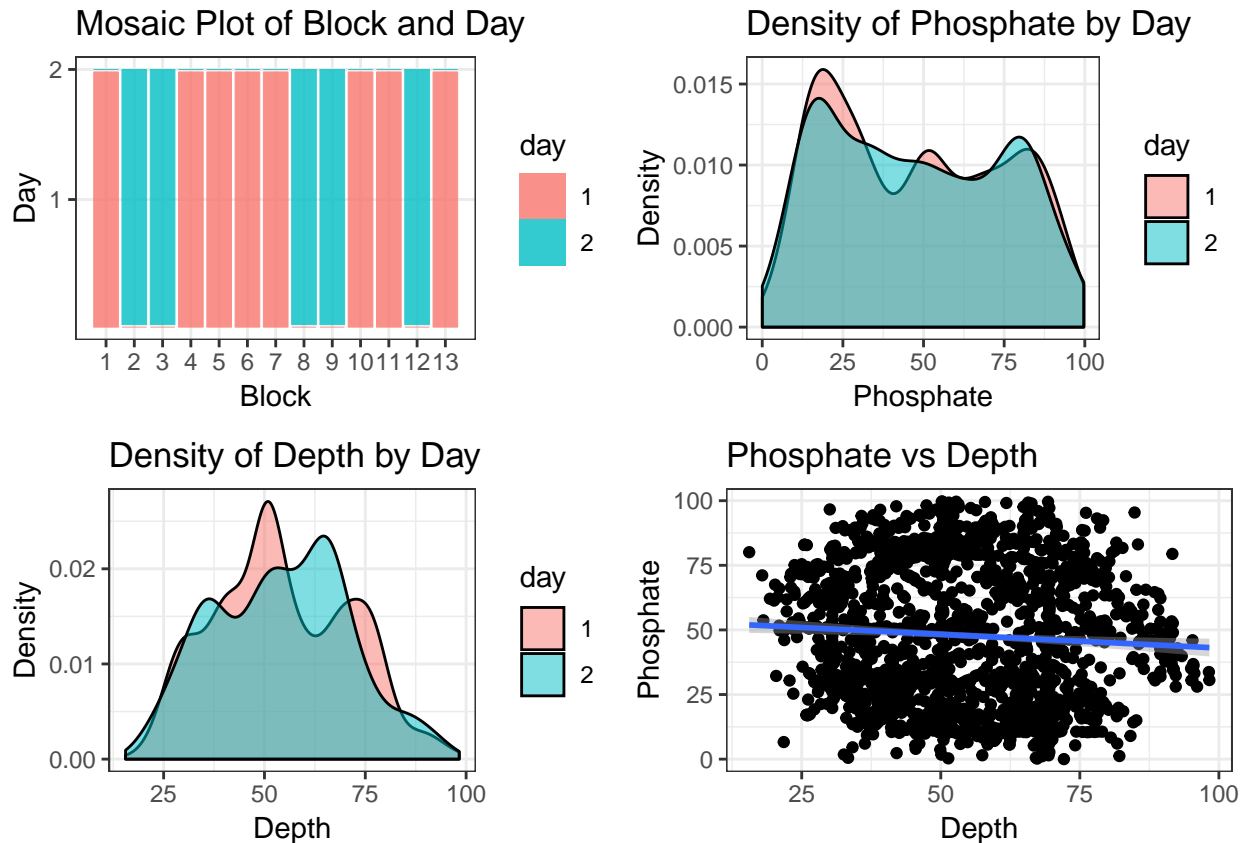 Mosaic Plot of Block and Day
2
1
Day
1 2 3 4 5 6 7 8 9 10 11 12 13
Block
day
1
2
Density of Phosphate by Day
0.015
0.010
0.005
0.000
Density
0 25 50 75 100
Phosphate
day
1
2
Density of Depth by Day
0.02
0.01
0.00
Density
25 50 75 100
Depth
day
1
2
Phosphate vs Depth
100
75
50
25
0
Phosphate
25 50 75 100
Depth